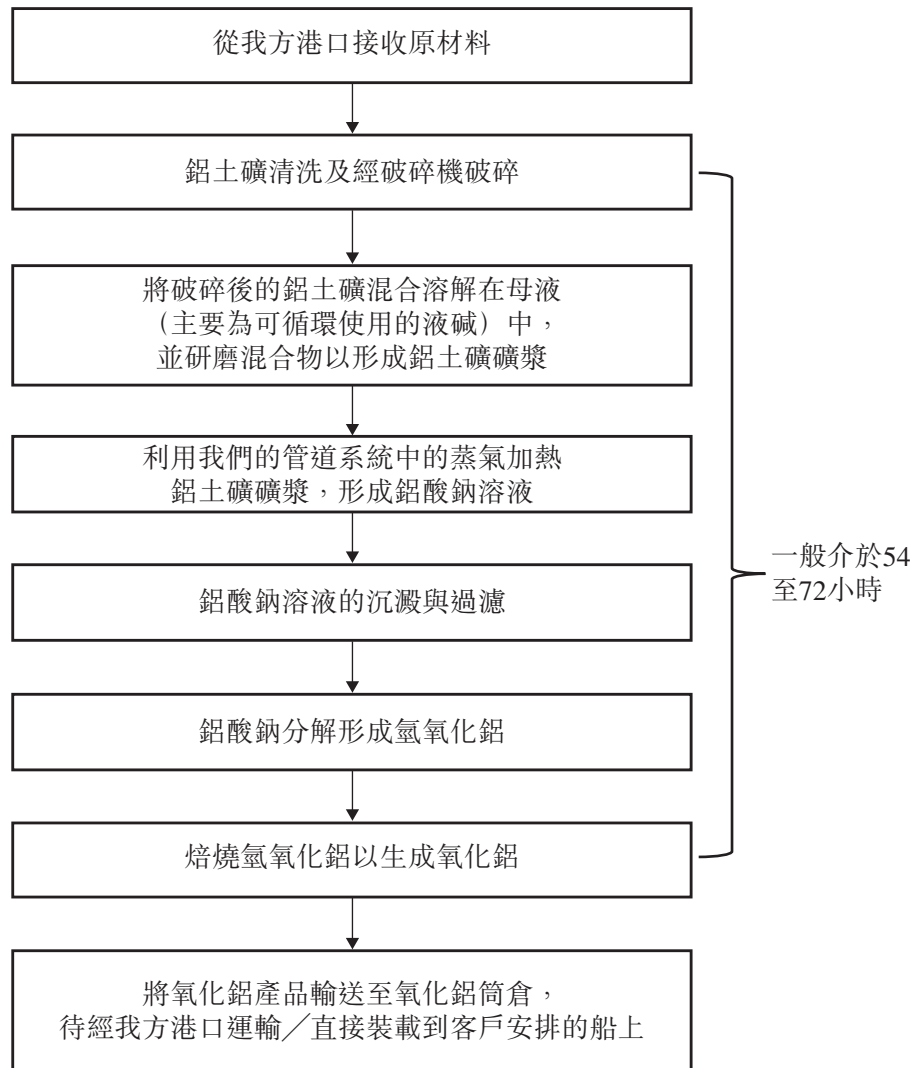 從我方港口接收原材料
鋁土礦清洗及經破碎機破碎
將破碎後的鋁土礦混合溶解在母液
（主要為可循環使用的液碱）中，
並研磨混合物以形成鋁土礦礦漿
利用我們的管道系統中的蒸氣加熱
鋁土礦礦漿，形成鋁酸鈉溶液
鋁酸鈉溶液的沉澱與過濾
鋁酸鈉分解形成氫氧化鋁
焙燒氫氧化鋁以生成氧化鋁
一般介於54
至72小時
將氧化鋁產品輸送至氧化鋁筒倉，
待經我方港口運輸╱直接裝載到客戶安排的船上